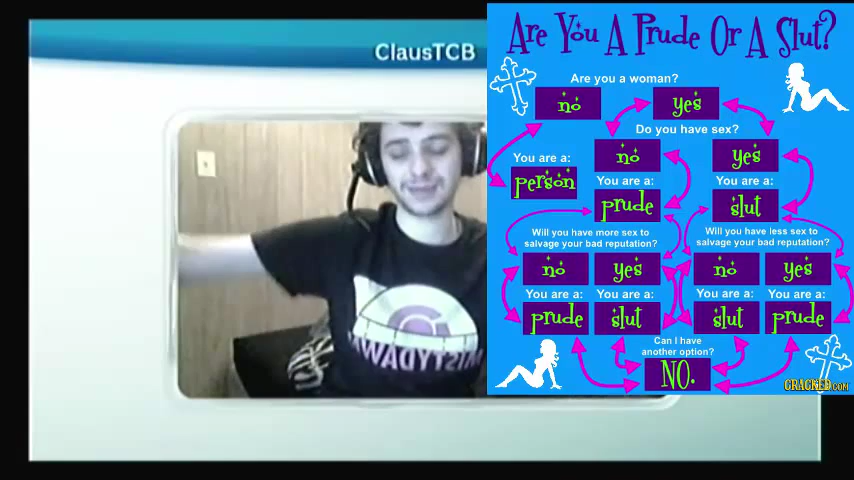 ClausTCB
Are You A Prude Or A Slut?
Are you a woman?
no
yes
Do you have sex?
no
yes
You are a:
person
You are a:
prude
You are a:
slut
Will you have more sex to
salvage your bad reputation?
Will you have less sex to
salvage your bad reputation?
no
yes
no
yes
You are a:
You are a:
You are a:
You are a:
prude
slut
slut
prude
Can I have
another option?
NO.
CRACKED.COM